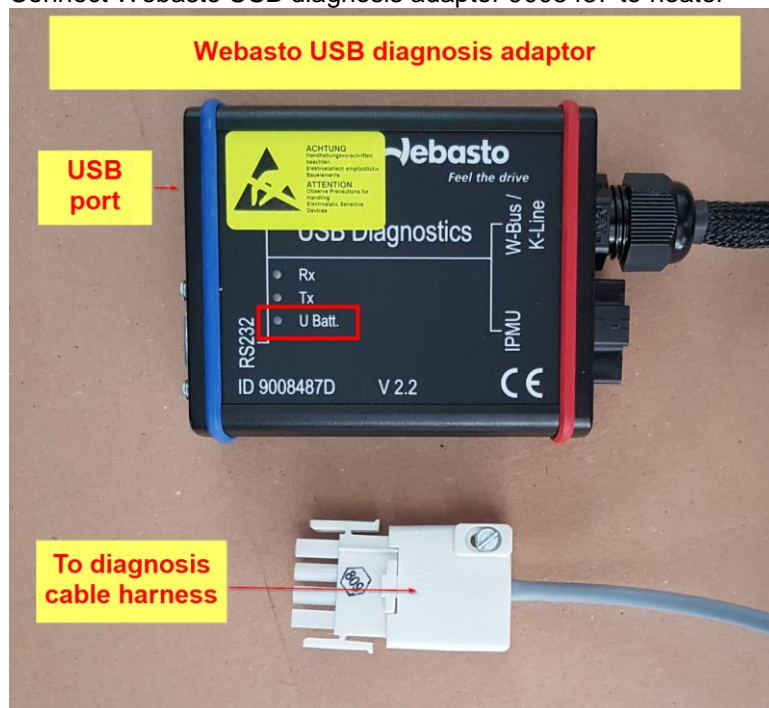 Connect Webasto USB diagnosis adaptor to heater
Webasto USB diagnosis adaptor
USB
port
ACHTUNG
Handhabungsvorschriften
beachten
Elektrostatisch empfindliche
Bauelemente
ATTENTION
Observe Precautions for
Handling
Electrostatic Sensitive
Devices
Webasto
Feel the drive
USB Diagnostics
W-Bus /
K-Line
Rx
Tx
U Batt.
RS232
IPMU
ID 9008487D V 2.2 CE
To diagnosis
cable harness
809